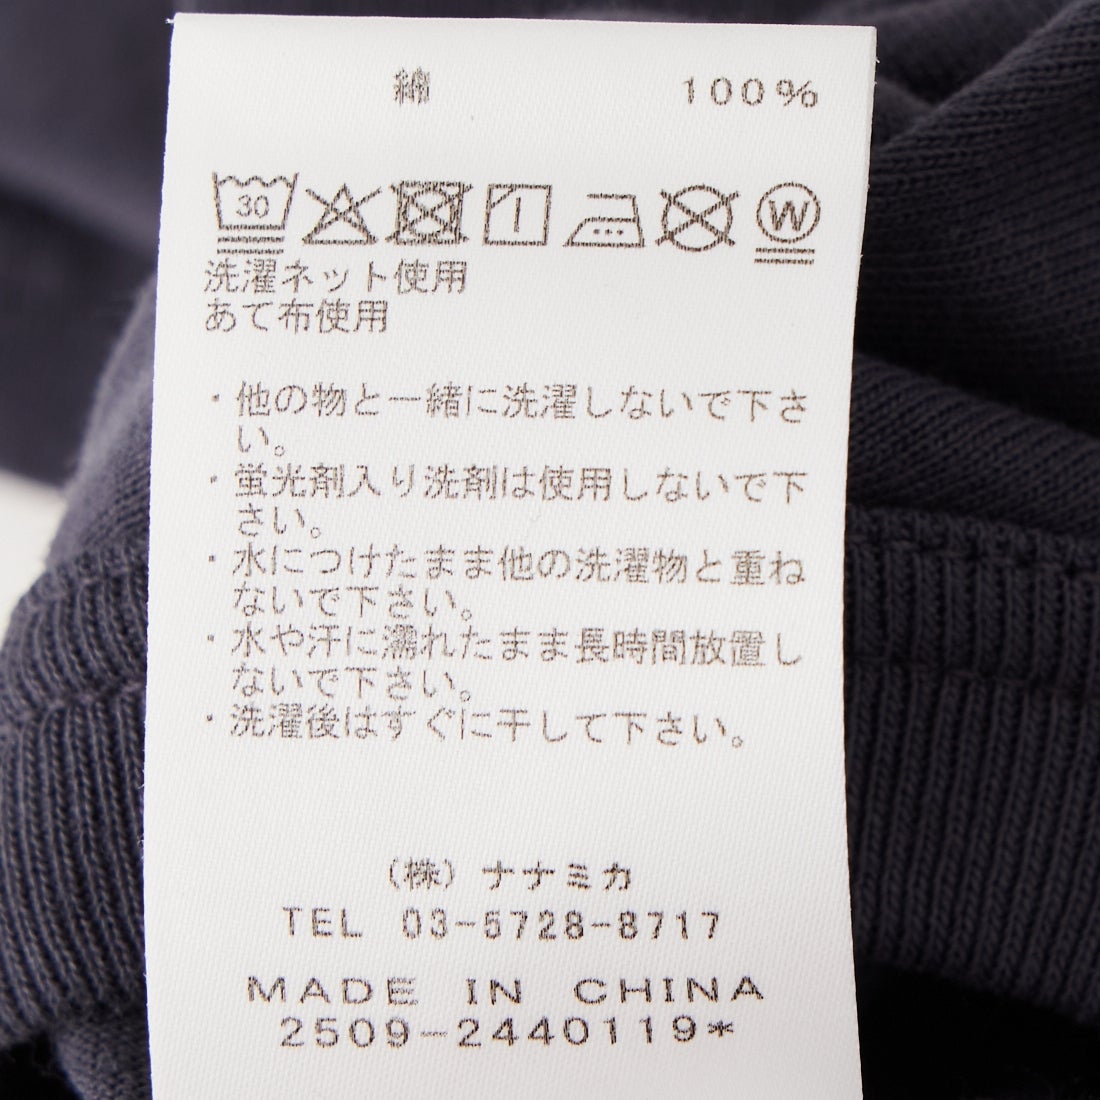 綿 100%
30
W
洗濯ネット使用
あて布使用
・他の物と一緒に洗濯しないで下さ
い。
・蛍光剤入り洗剤は使用しないで下
さい。
・水につけたまま他の洗濯物と重ね
ないで下さい。
・水や汗に濡れたまま長時間放置し
ないで下さい。
・洗濯後はすぐに干して下さい。
(株) ナナミカ
TEL 03-5728-8717
MADE IN CHINA
2509-2440119*